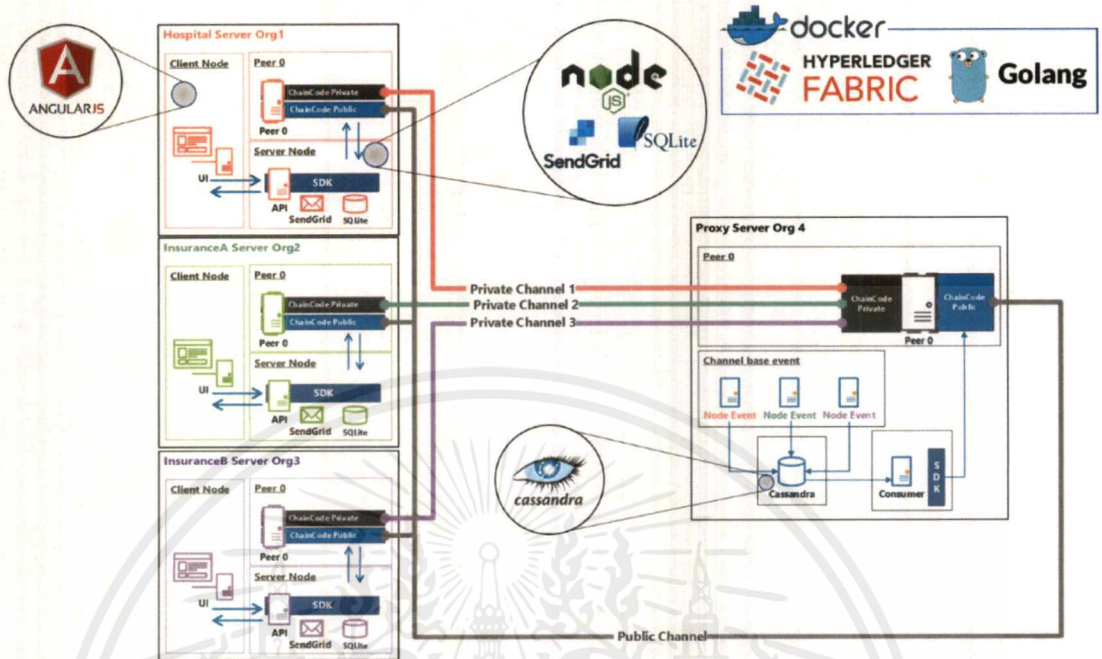 ANGULARJS
Hospital Server Org1
Client Node
Peer 0
ChainCode Private
ChainCode Public
Peer 0
Server Node
UI
SDK
API
SendGrid
SQLite
InsuranceA Server Org2
Client Node
Peer 0
ChainCode Private
ChainCode Public
Peer 0
Server Node
UI
SDK
API
SendGrid
SQLite
InsuranceB Server Org3
Client Node
Peer 0
ChainCode Private
ChainCode Public
Peer 0
Server Node
UI
SDK
API
SendGrid
SQLite
node
JS
SendGrid
SQLite
docker
HYPERLEDGER
FABRIC
Golang
Private Channel 1
Private Channel 2
Private Channel 3
Proxy Server Org 4
Peer 0
ChainCode
Private
ChainCode
Public
Peer 0
Channel base event
Node Event
Node Event
Node Event
cassandra
Cassandra
Consumer
SDK
Public Channel